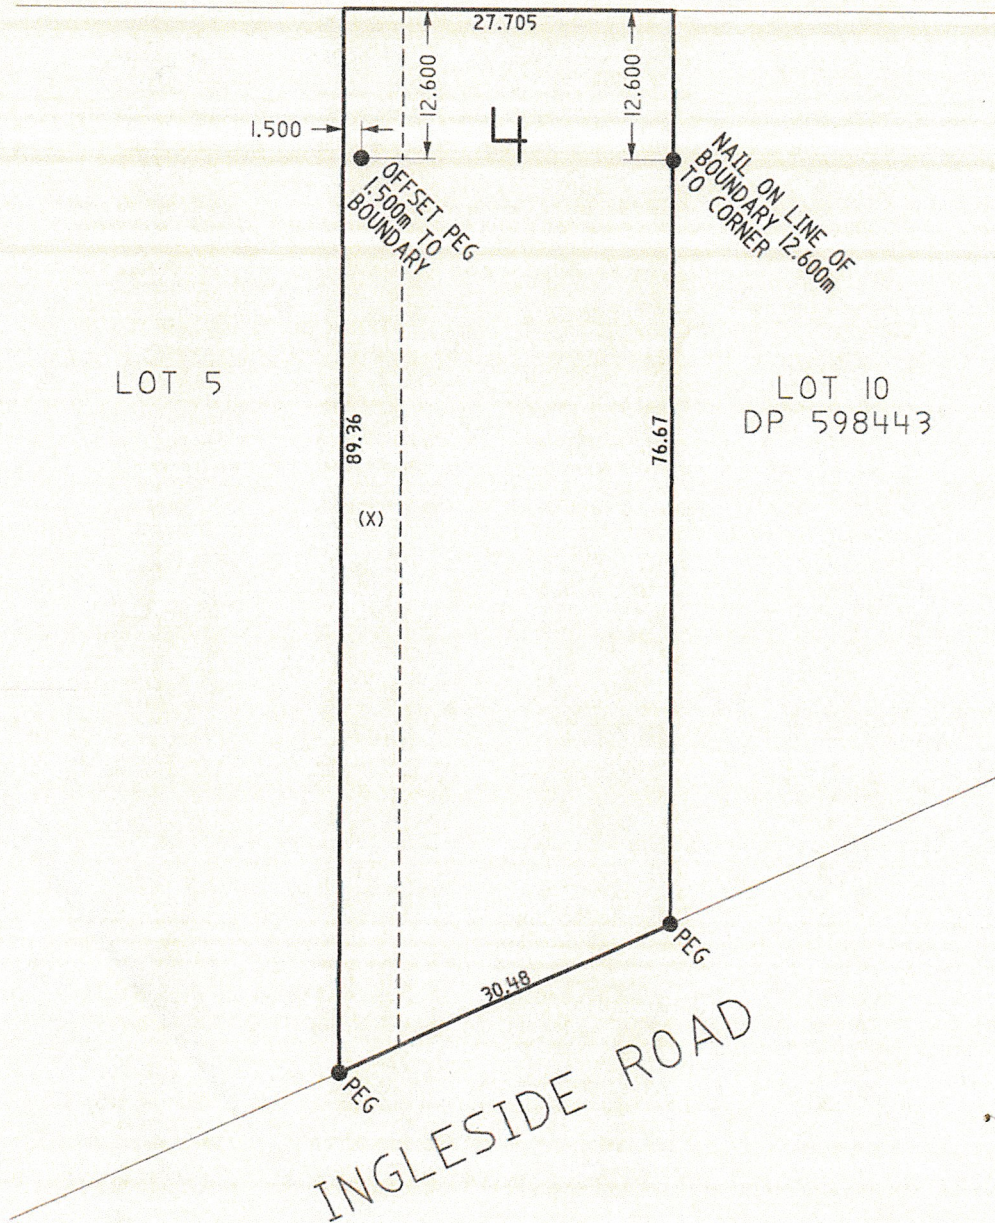 27.705
12.600
12.600
1.500
4
OFFSET PEG
1.500m TO
BOUNDARY
NAIL ON LINE OF
BOUNDARY 12.600m
TO CORNER
LOT 5
LOT 10
DP 598443
89.36
76.67
(X)
30.48
PEG
PEG
INGLESIDE ROAD